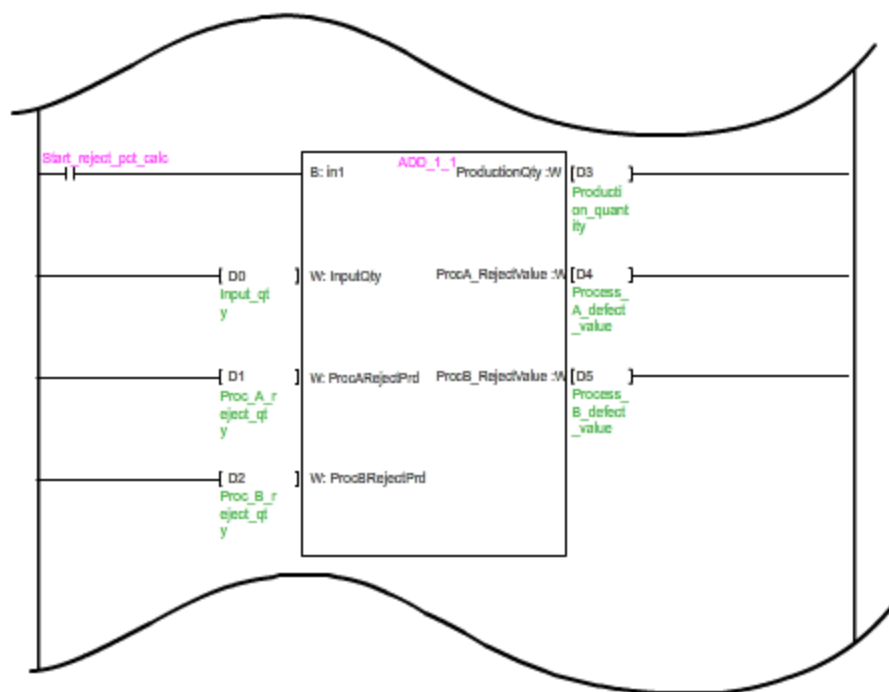 Start_reject_pct_calc
ADD_1_1
B: in1
ProductionQty :W
[D3 ]
Producti
on_quant
ity
[ D0 ]
Input_qt
y
W: InputQty
ProcA_RejectValue :W
[D4 ]
Process_
A_defect
_value
[ D1 ]
Proc_A_r
eject_qt
y
W: ProcARejectPrd
ProcB_RejectValue :W
[D5 ]
Process_
B_defect
_value
[ D2 ]
Proc_B_r
eject_qt
y
W: ProcBRejectPrd